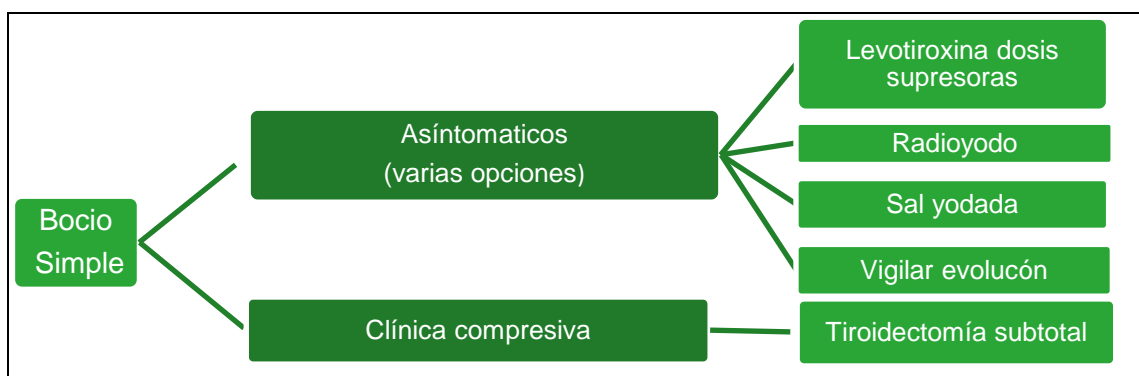 Bocio
Simple
Asíntomaticos
(varias opciones)
Levotiroxina dosis
supresoras
Radioyodo
Sal yodada
Vigilar evolucón
Clínica compresiva
Tiroidectomía subtotal